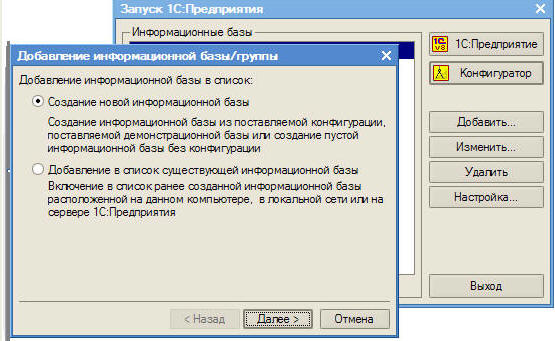 Запуск 1С:Предприятия
Информационные базы
1С:Предприятие
Конфигуратор
Добавить...
Изменить...
Удалить
Настройка...
Выход
Добавление информационной базы/группы
Добавление информационной базы в список:
Создание новой информационной базы
Создание информационной базы из поставляемой конфигурации,
поставляемой демонстрационной базы или создание пустой
информационной базы без конфигурации
Добавление в список существующей информационной базы
Включение в список ранее созданной информационной базы
расположенной на данном компьютере, в локальной сети или на
сервере 1С:Предприятия
< Назад
Далее >
Отмена